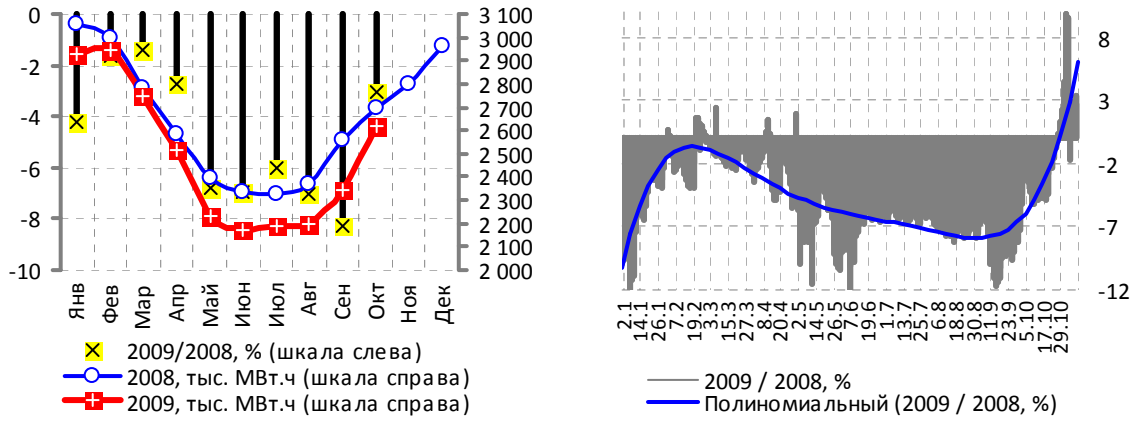 0
-2
-4
-6
-8
-10
3 100
3 000
2 900
2 800
2 700
2 600
2 500
2 400
2 300
2 200
2 100
2 000
Янв
Фев
Мар
Апр
Май
Июн
Июл
Авг
Сен
Окт
Ноя
Дек
2009/2008, % (шкала слева)
2008, тыс. МВт.ч (шкала справа)
2009, тыс. МВт.ч (шкала справа)
8
3
-2
-7
-12
2.1
14.1
26.1
7.2
19.2
3.3
15.3
27.3
8.4
20.4
2.5
14.5
26.5
7.6
19.6
1.7
13.7
25.7
6.8
18.8
30.8
11.9
23.9
5.10
17.10
29.10
2009 / 2008, %
Полиномиальный (2009 / 2008, %)